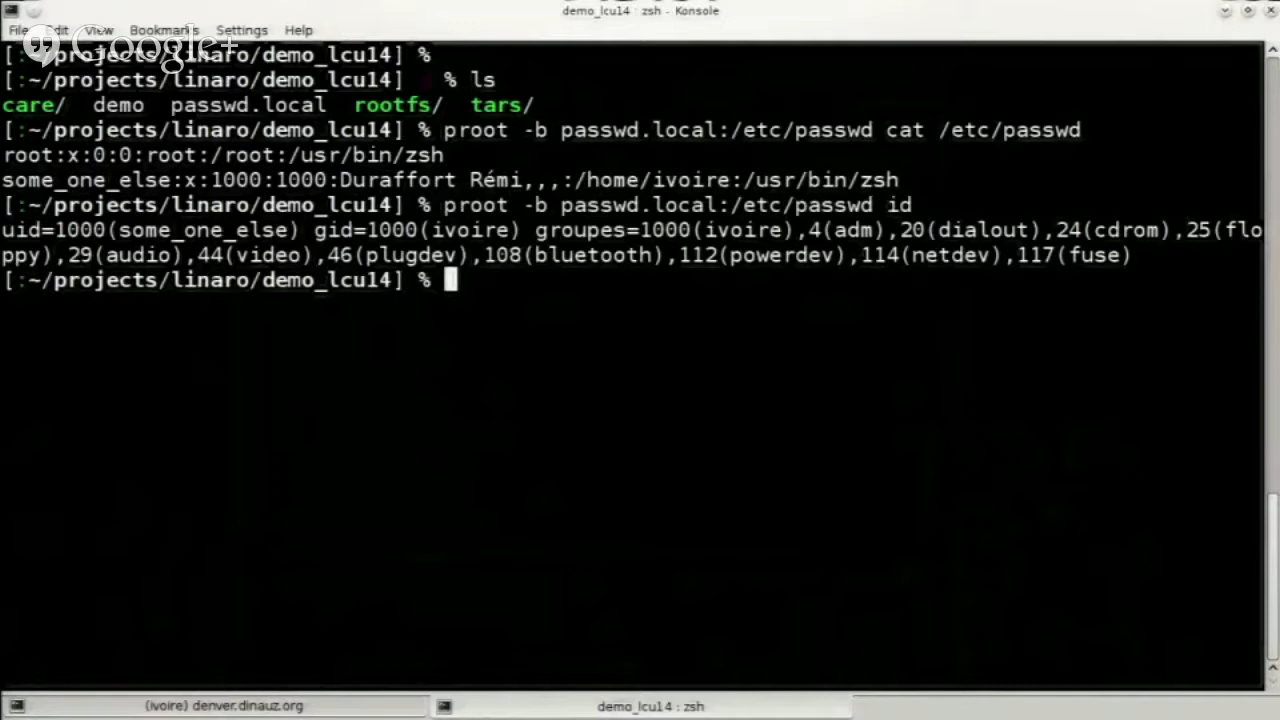 demo_lcu14 : zsh - Konsole
File Edit View Bookmarks Settings Help
Google+
[:~/projects/linaro/demo_lcu14] %
[:~/projects/linaro/demo_lcu14] % ls
care/ demo passwd.local rootfs/ tars/
[:~/projects/linaro/demo_lcu14] % proot -b passwd.local:/etc/passwd cat /etc/passwd
root:x:0:0:root:/root:/usr/bin/zsh
some_one_else:x:1000:1000:Duraffort Rémi,,,:/home/ivoire:/usr/bin/zsh
[:~/projects/linaro/demo_lcu14] % proot -b passwd.local:/etc/passwd id
uid=1000(some_one_else) gid=1000(ivoire) groupes=1000(ivoire),4(adm),20(dialout),24(cdrom),25(flo
ppy),29(audio),44(video),46(plugdev),108(bluetooth),112(powerdev),114(netdev),117(fuse)
[:~/projects/linaro/demo_lcu14] %
(ivoire) denver.dinauz.org
demo_lcu14 : zsh